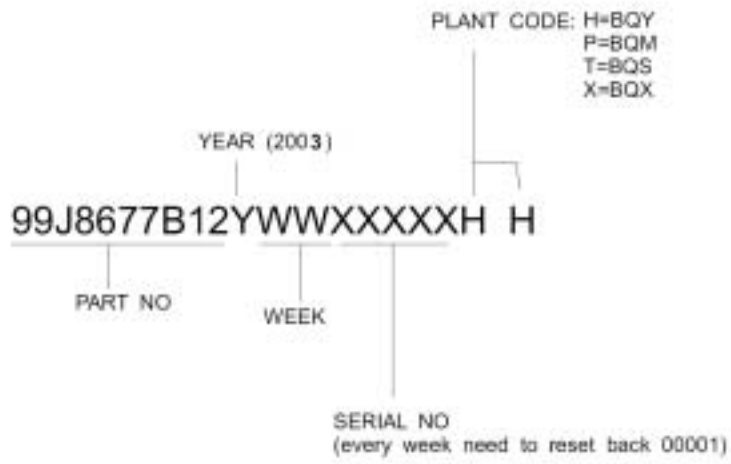 PLANT CODE: H=BQY
P=BQM
T=BQS
X=BQX
YEAR (2003)
99J8677B12YWWXXXXXH H
PART NO
WEEK
SERIAL NO
(every week need to reset back 00001)